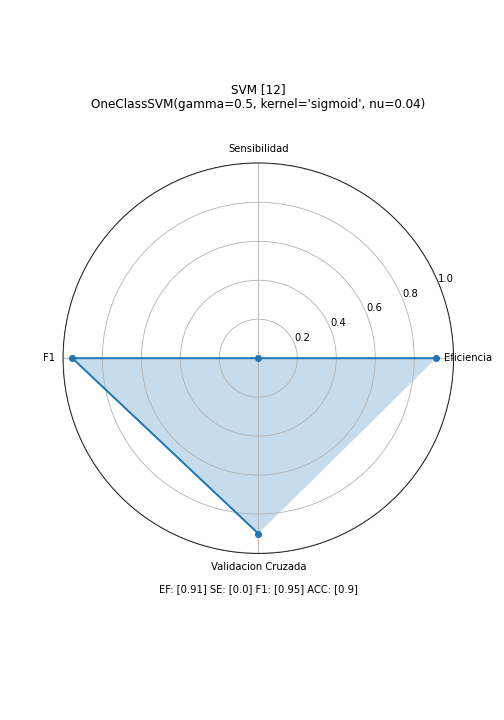 SVM [12]
OneClassSVM(gamma=0.5, kernel='sigmoid', nu=0.04)
Sensibilidad
1.0
0.8
0.6
0.4
0.2
F1
Eficiencia
Validacion Cruzada
EF: [0.91] SE: [0.0] F1: [0.95] ACC: [0.9]